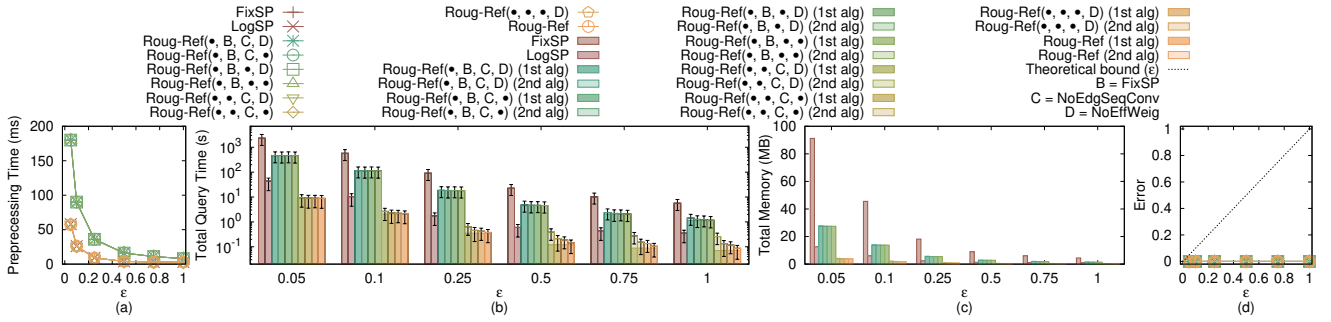 FixSP
LogSP
Roug-Ref(•, B, C, D)
Roug-Ref(•, B, C, •)
Roug-Ref(•, B, •, D)
Roug-Ref(•, B, •, •)
Roug-Ref(•, •, C, D)
Roug-Ref(•, •, C, •)
Roug-Ref(•, •, •, D)
Roug-Ref
FixSP
LogSP
Roug-Ref(•, B, C, D) (1st alg)
Roug-Ref(•, B, C, D) (2nd alg)
Roug-Ref(•, B, C, •) (1st alg)
Roug-Ref(•, B, C, •) (2nd alg)
Roug-Ref(•, B, •, D) (1st alg)
Roug-Ref(•, B, •, D) (2nd alg)
Roug-Ref(•, B, •, •) (1st alg)
Roug-Ref(•, B, •, •) (2nd alg)
Roug-Ref(•, •, C, D) (1st alg)
Roug-Ref(•, •, C, D) (2nd alg)
Roug-Ref(•, •, C, •) (1st alg)
Roug-Ref(•, •, C, •) (2nd alg)
Roug-Ref(•, •, •, D) (1st alg)
Roug-Ref(•, •, •, D) (2nd alg)
Roug-Ref (1st alg)
Roug-Ref (2nd alg)
Theoretical bound (ε)
B = FixSP
C = NoEdgSeqConv
D = NoEffWeig
Preprecessing Time (ms)
200
150
100
50
0
0 0.2 0.4 0.6 0.8 1
ε
(a)
Total Query Time (s)
10³
10²
10¹
10⁰
10⁻¹
0.05 0.1 0.25 0.5 0.75 1
ε
(b)
Total Memory (MB)
100
80
60
40
20
0
0.05 0.1 0.25 0.5 0.75 1
ε
(c)
Error
1
0.8
0.6
0.4
0.2
0
0 0.2 0.4 0.6 0.8 1
ε
(d)